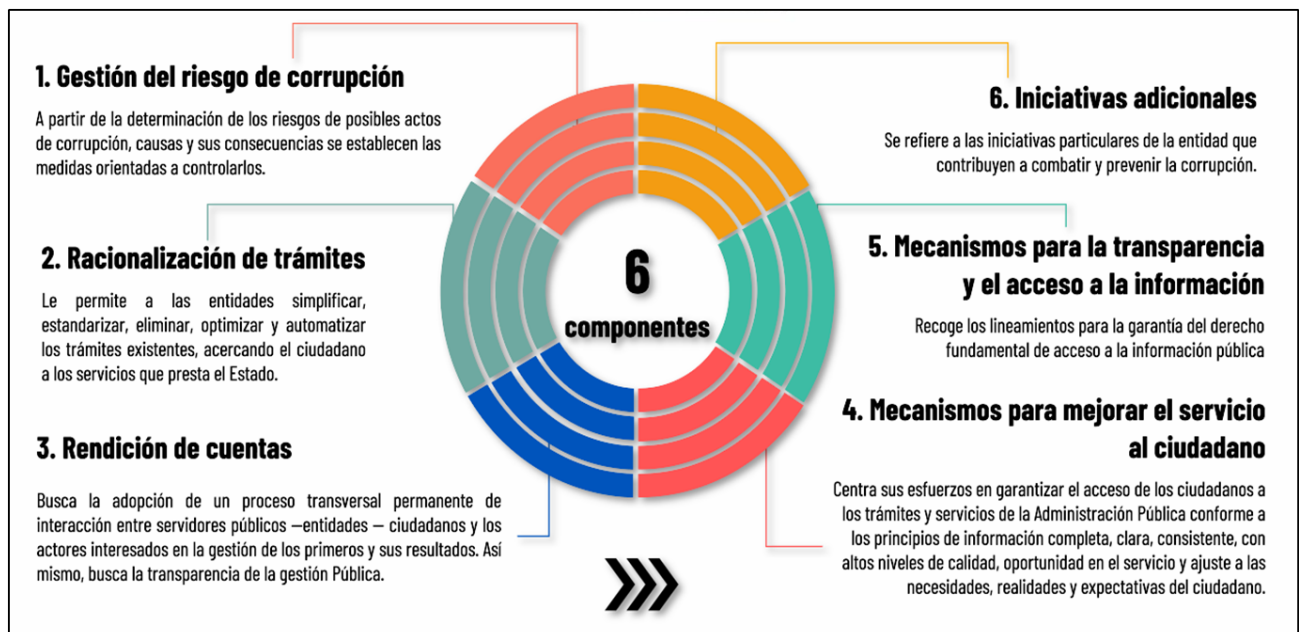 1. Gestión del riesgo de corrupción
A partir de la determinación de los riesgos de posibles actos
de corrupción, causas y sus consecuencias se establecen las
medidas orientadas a controlarlos.
2. Racionalización de trámites
Le permite a las entidades simplificar,
estandarizar, eliminar, optimizar y automatizar
los trámites existentes, acercando el ciudadano
a los servicios que presta el Estado.
3. Rendición de cuentas
Busca la adopción de un proceso transversal permanente de
interacción entre servidores públicos —entidades — ciudadanos y los
actores interesados en la gestión de los primeros y sus resultados. Así
mismo, busca la transparencia de la gestión Pública.
6
componentes
6. Iniciativas adicionales
Se refiere a las iniciativas particulares de la entidad que
contribuyen a combatir y prevenir la corrupción.
5. Mecanismos para la transparencia
y el acceso a la información
Recoge los lineamientos para la garantía del derecho
fundamental de acceso a la información pública
4. Mecanismos para mejorar el servicio
al ciudadano
Centra sus esfuerzos en garantizar el acceso de los ciudadanos a
los trámites y servicios de la Administración Pública conforme a
los principios de información completa, clara, consistente, con
altos niveles de calidad, oportunidad en el servicio y ajuste a las
necesidades, realidades y expectativas del ciudadano.